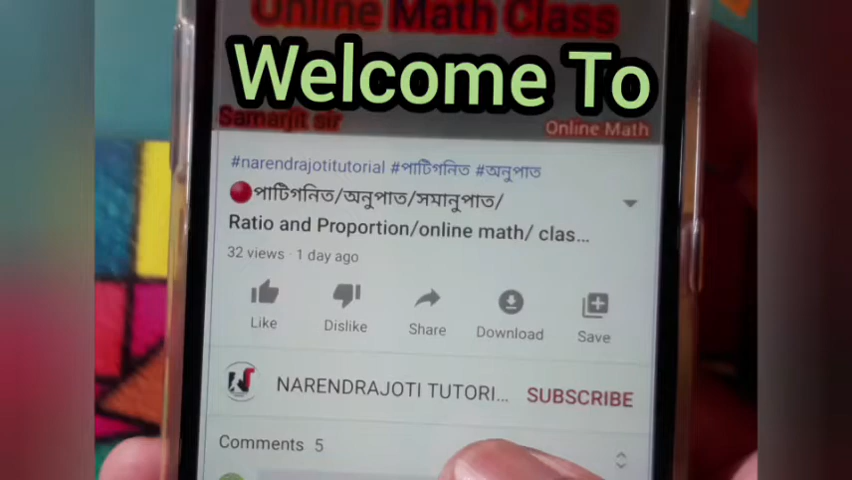 Online Math Class
Welcome To
Samarjit sir
Online Math
#narendrajotitutorial #পাটিগনিত #অনুপাত
পাটিগনিত/অনুপাত/সমানুপাত/
Ratio and Proportion/online math/ clas...
32 views · 1 day ago
Like
Dislike
Share
Download
Save
NARENDRAJOTI TUTORI... SUBSCRIBE
Comments 5